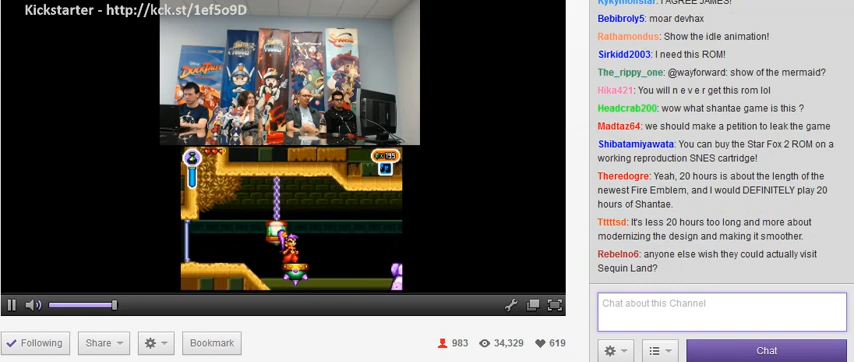 Kickstarter - http://kck.st/1ef5o9D
DUCKTALES
Kykymonstar: I AGREE JAMES!
Bebibroly5: moar devhax
Rathamondus: Show the idle animation!
Sirkidd2003: I need this ROM!
The_rippy_one: @wayforward: show of the mermaid?
Hika421: You will n e v e r get this rom lol
Headcrab200: wow what shantae game is this ?
Madtaz64: we should make a petition to leak the game
Shibatamiyawata: You can buy the Star Fox 2 ROM on a
working reproduction SNES cartridge!
Theredogre: Yeah, 20 hours is about the length of the
newest Fire Emblem, and I would DEFINITELY play 20
hours of Shantae.
Tttttsd: It's less 20 hours too long and more about
modernizing the design and making it smoother.
Rebelno6: anyone else wish they could actually visit
Sequin Land?
Chat about this Channel
Chat
Following
Share
Bookmark
983
34,329
619